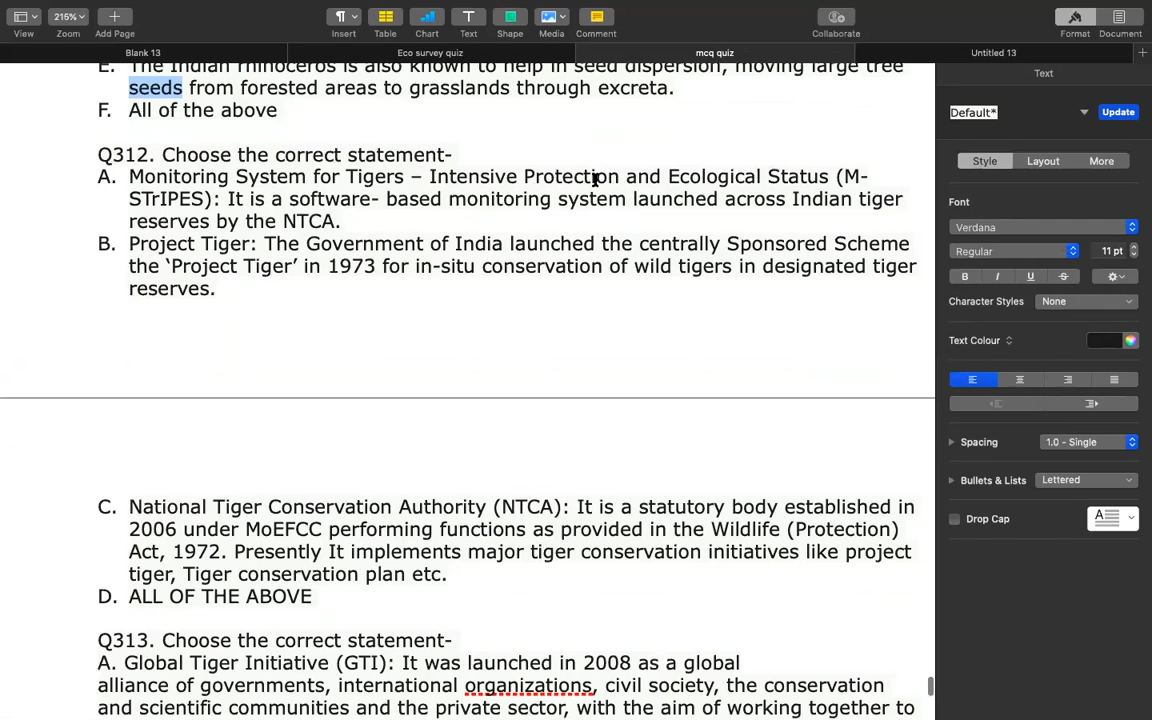 215%
View
Zoom
Add Page
Insert
Table
Chart
Text
Shape
Media
Comment
Collaborate
Format
Document
Blank 13
Eco survey quiz
mcq quiz
Untitled 13
E. The Indian rhinoceros is also known to help in seed dispersion, moving large tree
seeds from forested areas to grasslands through excreta.
F. All of the above
Q312. Choose the correct statement-
A. Monitoring System for Tigers – Intensive Protection and Ecological Status (M-
STrIPES): It is a software- based monitoring system launched across Indian tiger
reserves by the NTCA.
B. Project Tiger: The Government of India launched the centrally Sponsored Scheme
the ‘Project Tiger’ in 1973 for in-situ conservation of wild tigers in designated tiger
reserves.
C. National Tiger Conservation Authority (NTCA): It is a statutory body established in
2006 under MoEFCC performing functions as provided in the Wildlife (Protection)
Act, 1972. Presently It implements major tiger conservation initiatives like project
tiger, Tiger conservation plan etc.
D. ALL OF THE ABOVE
Q313. Choose the correct statement-
A. Global Tiger Initiative (GTI): It was launched in 2008 as a global
alliance of governments, international organizations, civil society, the conservation
and scientific communities and the private sector, with the aim of working together to
Text
Default*
Update
Style
Layout
More
Font
Verdana
Regular
11 pt
B I U S
Character Styles
None
Text Colour
Spacing
1.0 - Single
Bullets & Lists
Lettered
Drop Cap